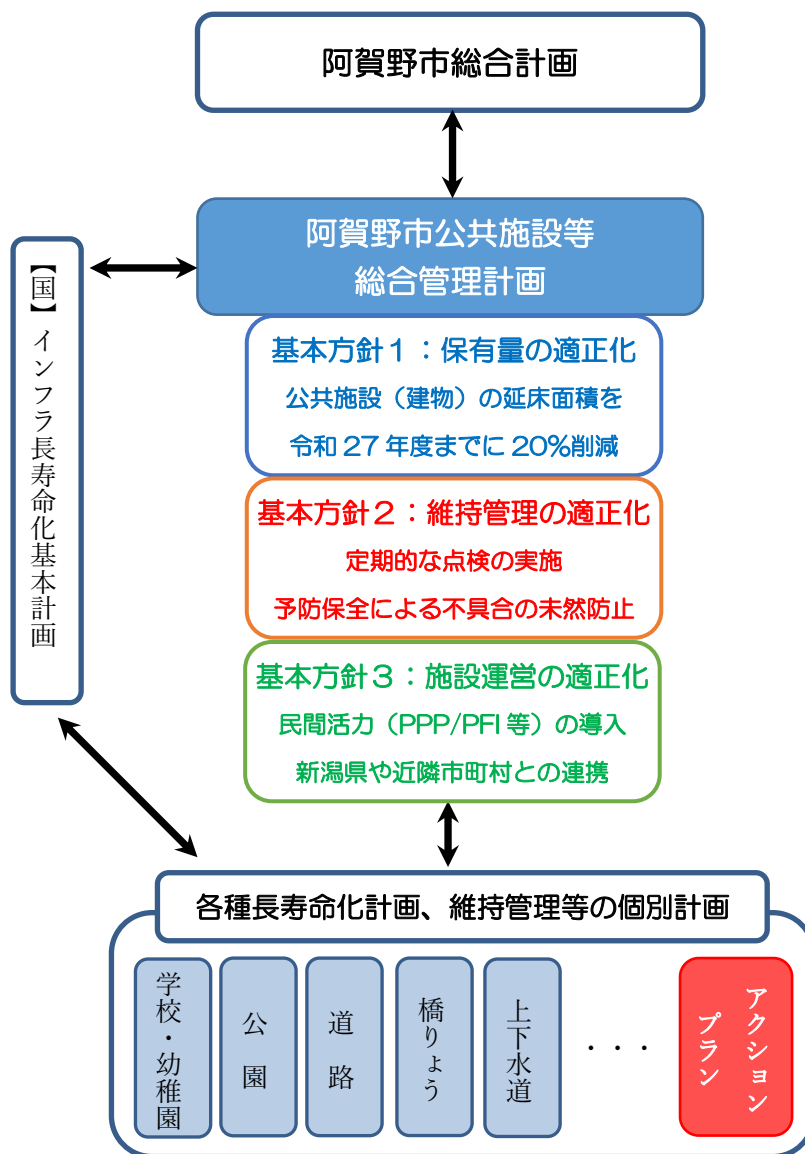 阿賀野市総合計画
阿賀野市公共施設等
総合管理計画
【国】インフラ長寿命化基本計画
基本方針１：保有量の適正化
公共施設（建物）の延床面積を
令和 27 年度までに 20%削減
基本方針２：維持管理の適正化
定期的な点検の実施
予防保全による不具合の未然防止
基本方針３：施設運営の適正化
民間活力（PPP/PFI 等）の導入
新潟県や近隣市町村との連携
各種長寿命化計画、維持管理等の個別計画
学校・幼稚園
公園
道路
橋りょう
上下水道
・・・
アクション
プラン